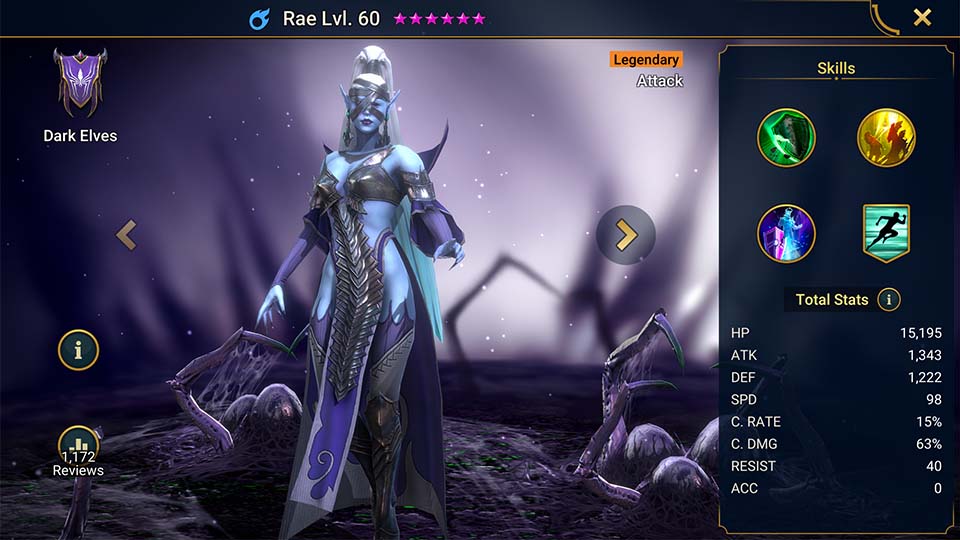 Rae Lvl. 60
Legendary
Attack
Dark Elves
1,172
Reviews
Skills
Total Stats i
HP 15,195
ATK 1,343
DEF 1,222
SPD 98
C. RATE 15%
C. DMG 63%
RESIST 40
ACC 0